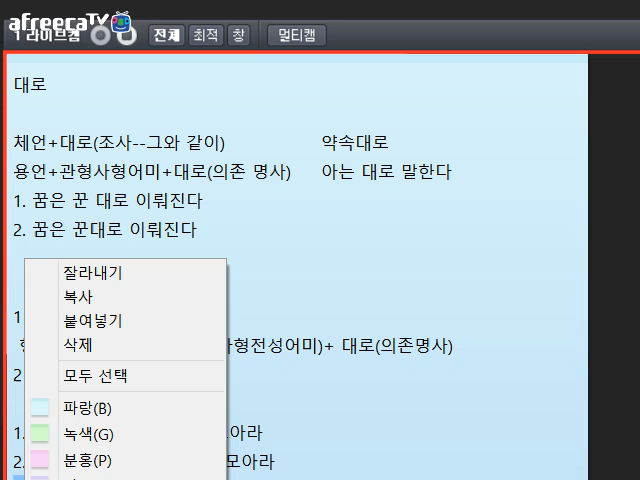 afreecaTV
1 라이브캠
전체 최적 창 멀티캠
대로
체언+대로(조사--그와 같이) 약속대로
용언+관형사형어미+대로(의존 명사) 아는 대로 말한다
1. 꿈은 꾼 대로 이뤄진다
2. 꿈은 꾼대로 이뤄진다
잘라내기
복사
1 붙여넣기
삭제
사형전성어미)+ 대로(의존명사)
2 모두 선택
파랑(B)
1. 녹색(G) 모아라
2. 분홍(P) 모아라